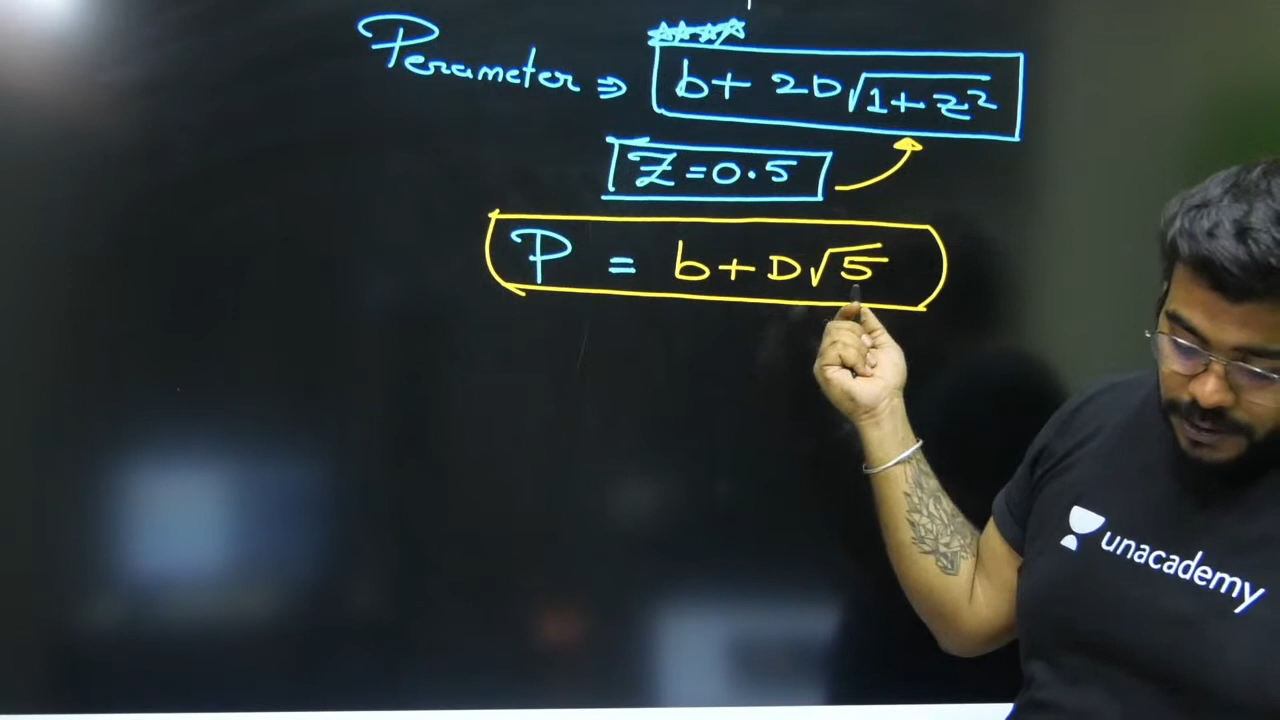 Perameter ⇒ b + 2D√1+z²
Z = 0.5
P = b + D√5
unacademy